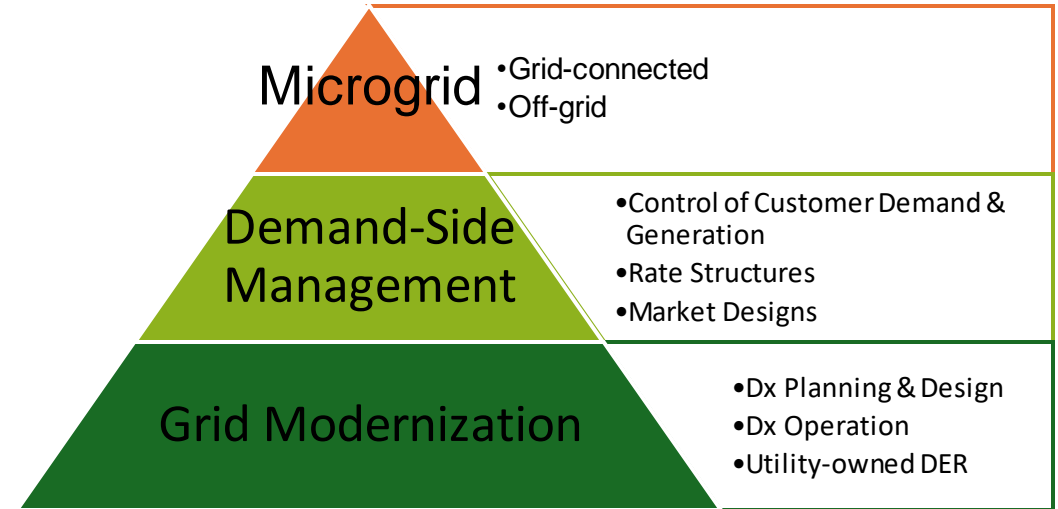 Microgrid
•Grid-connected
•Off-grid
Demand-Side
Management
•Control of Customer Demand &
Generation
•Rate Structures
•Market Designs
Grid Modernization
•Dx Planning & Design
•Dx Operation
•Utility-owned DER